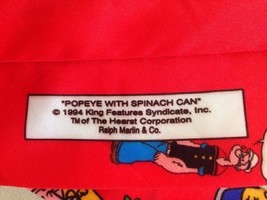 "POPEYE WITH SPINACH CAN"
© 1994 King Features Syndicate, Inc.
TM of The Hearst Corporation
Ralph Marlin & Co.